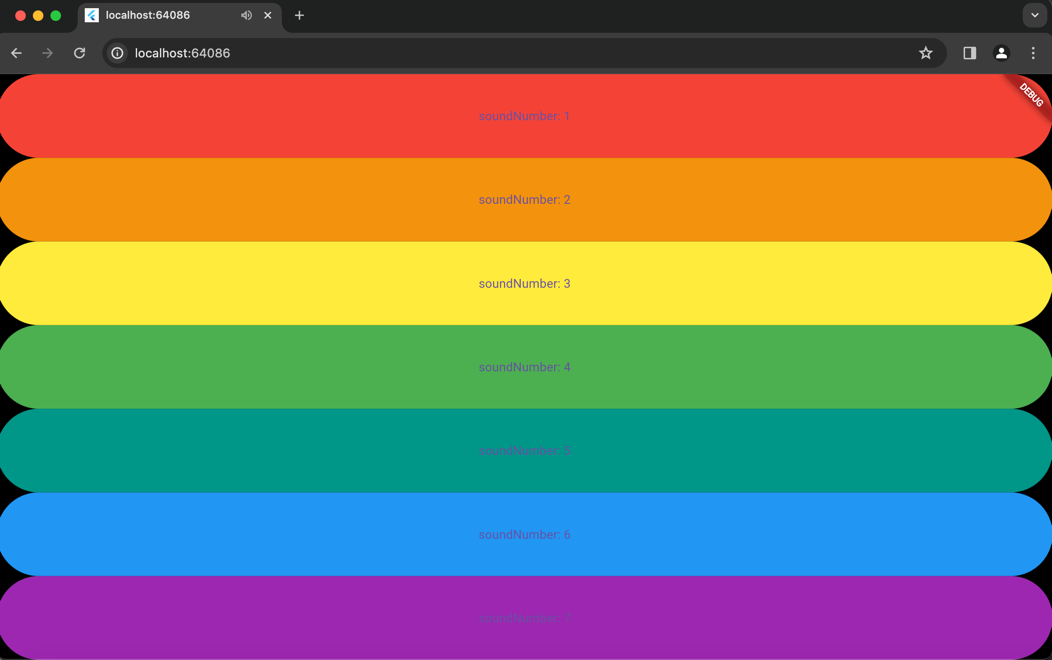 localhost:64086
localhost:64086
DEBUG
soundNumber: 1
soundNumber: 2
soundNumber: 3
soundNumber: 4
soundNumber: 5
soundNumber: 6
soundNumber: 7